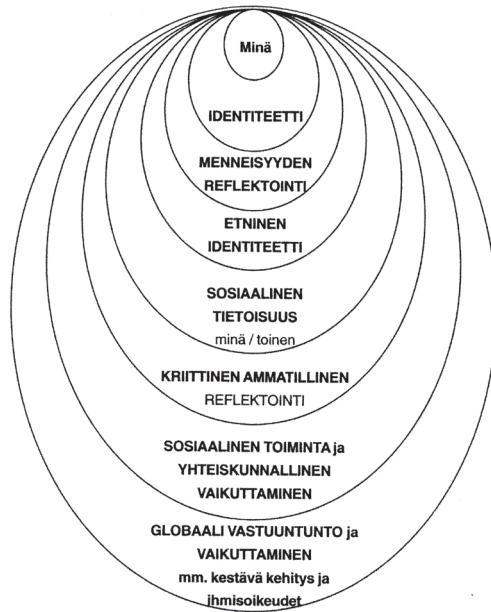 Minä
IDENTITEETTI
MENNEISYYDEN
REFLEKTOINTI
ETNINEN
IDENTITEETTI
SOSIAALINEN
TIETOISUUS
minä / toinen
KRIITTINEN AMMATILLINEN
REFLEKTOINTI
SOSIAALINEN TOIMINTA ja
YHTEISKUNNALLINEN
VAIKUTTAMINEN
GLOBAALI VASTUUNTUNTO ja
VAIKUTTAMINEN
mm. kestävä kehitys ja
ihmisoikeudet